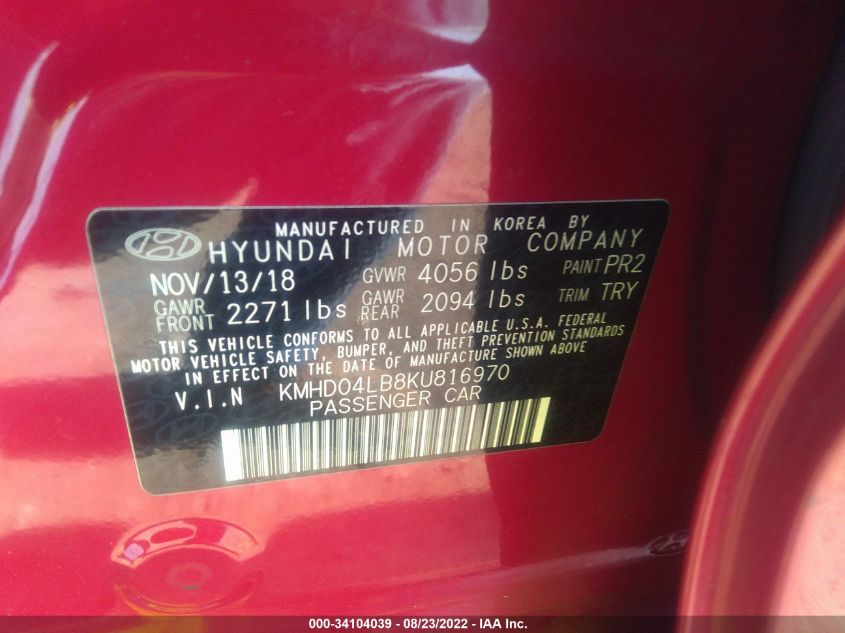 MANUFACTURED IN KOREA BY
HYUNDAI MOTOR COMPANY
NOV/13/18 GVWR 4056 lbs PAINT PR2
GAWR FRONT 2271 lbs GAWR REAR 2094 lbs TRIM TRY
THIS VEHICLE CONFORMS TO ALL APPLICABLE U.S.A. FEDERAL
MOTOR VEHICLE SAFETY, BUMPER, AND THEFT PREVENTION STANDARDS
IN EFFECT ON THE DATE OF MANUFACTURE SHOWN ABOVE
V.I.N KMHD04LB8KU816970
PASSENGER CAR
000-34104039 - 08/23/2022 - IAA Inc.